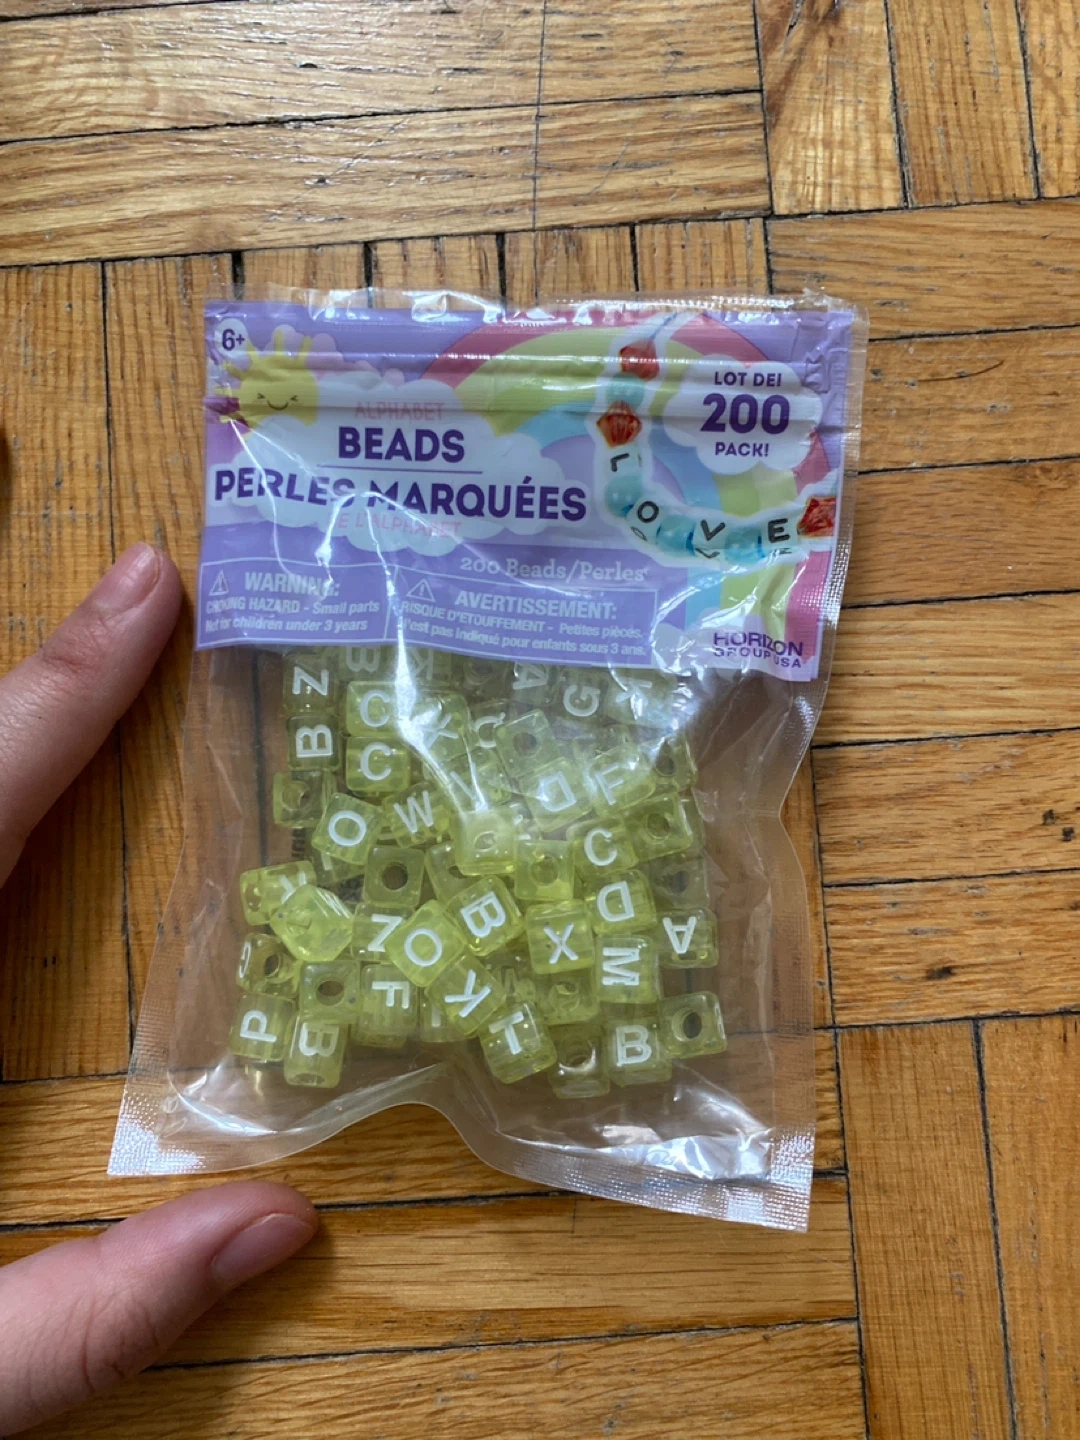 6+
ALPHABET
BEADS
PERLES MARQUÉES
E L'ALPHABET
200 Beads/Perles
LOT DE!
200
PACK!
L O V E
WARNING:
CHOKING HAZARD - Small parts
Not for children under 3 years
AVERTISSEMENT:
RISQUE D'ETOUFFEMENT - Petites pièces.
N'est pas indiqué pour enfants sous 3 ans.
HORIZON
GROUP USA
Z B K A G
C X
B C D F
O W C
B D
Z O X A
M
G F K
P B T B